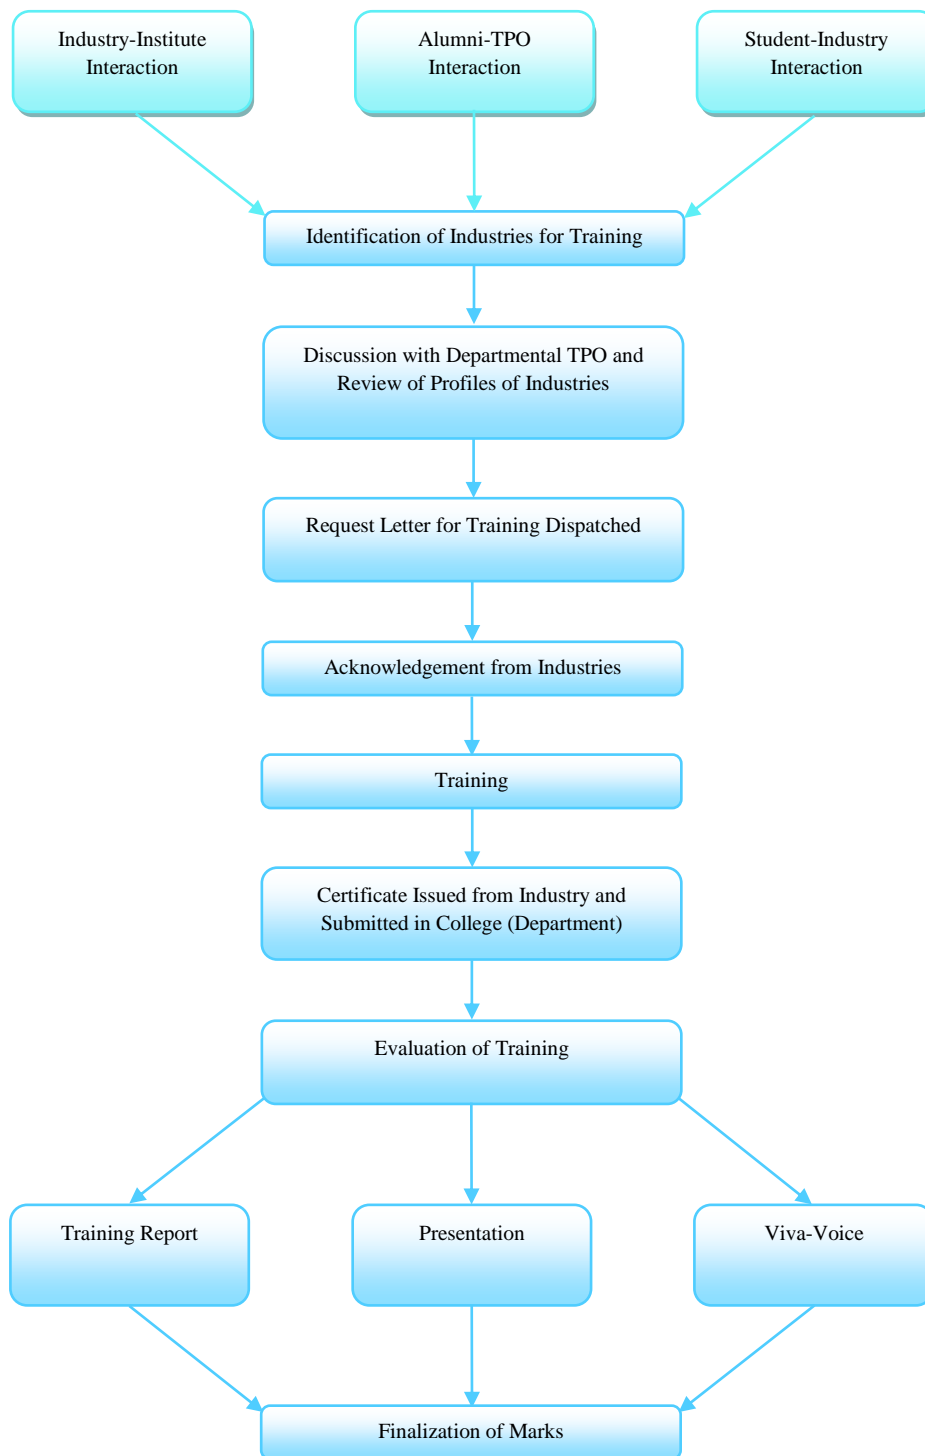 Industry-Institute
Interaction
Alumni-TPO
Interaction
Student-Industry
Interaction
Identification of Industries for Training
Discussion with Departmental TPO and
Review of Profiles of Industries
Request Letter for Training Dispatched
Acknowledgement from Industries
Training
Certificate Issued from Industry and
Submitted in College (Department)
Evaluation of Training
Training Report
Presentation
Viva-Voice
Finalization of Marks